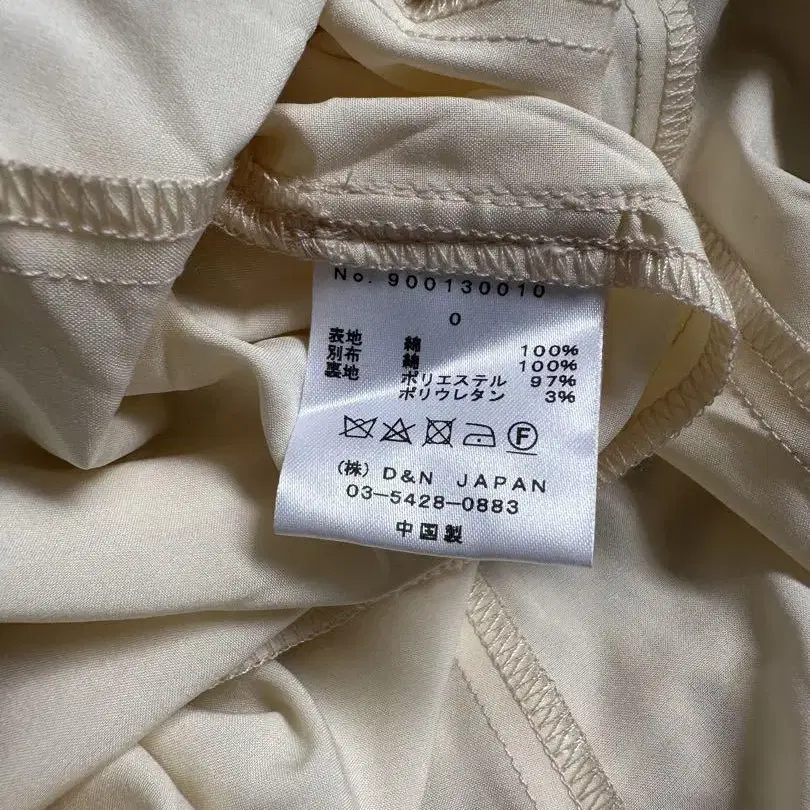 No. 900130010
0
表地 綿 100%
別布 綿 100%
裏地 ポリエステル 97%
ポリウレタン 3%
F
(株) D&N JAPAN
03-5428-0883
中国製